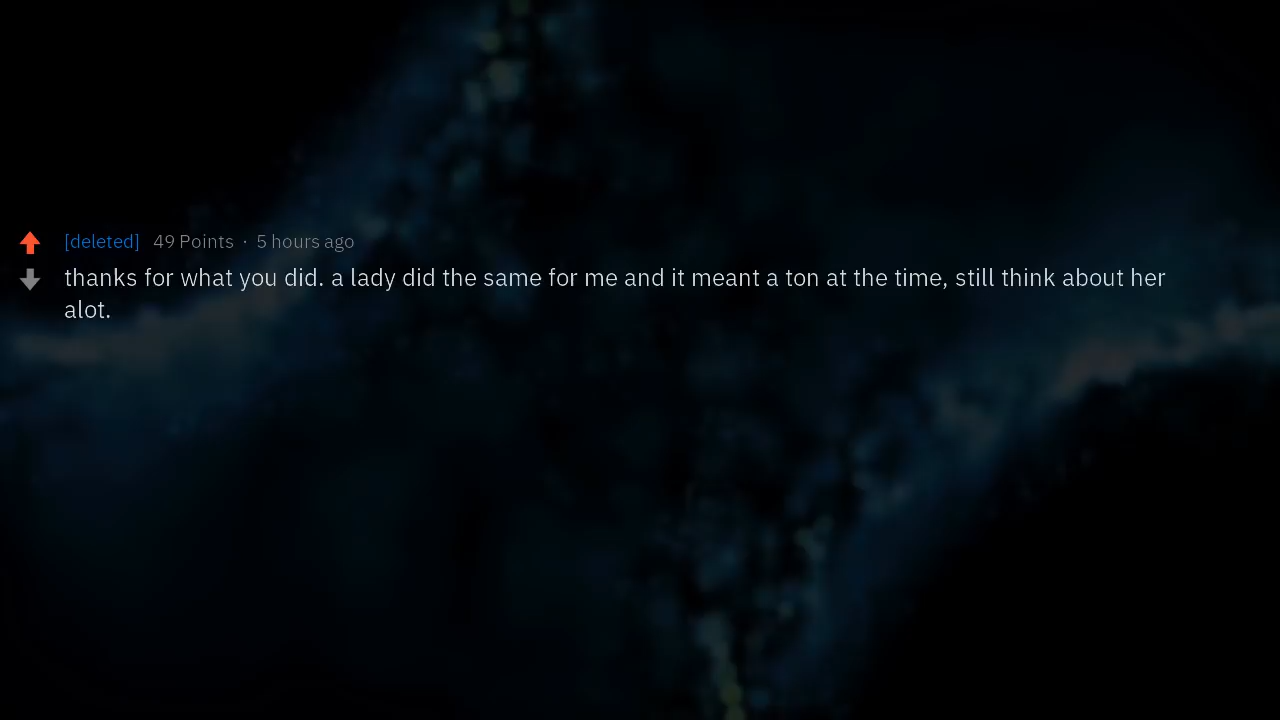 [deleted] 49 Points · 5 hours ago
thanks for what you did. a lady did the same for me and it meant a ton at the time, still think about her
alot.